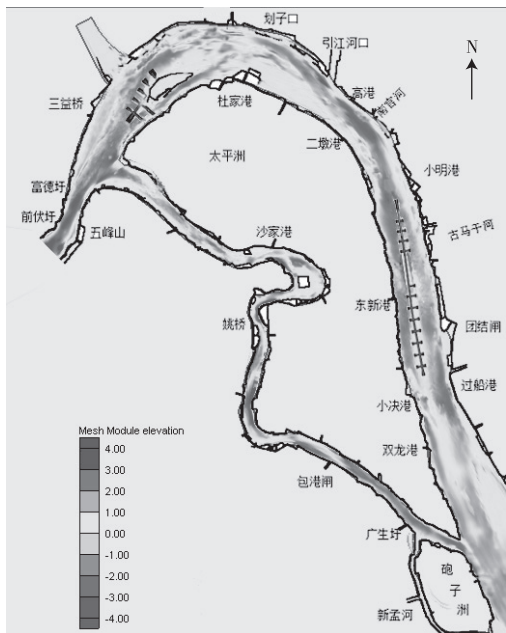 划子口
引江河口
N
高港
南官河
三益桥
杜家港
二墩港
太平洲
小明港
富德圩
前伏圩
五峰山
沙家港
古马干河
东新港
姚桥
团结闸
过船港
小决港
双龙港
包港闸
广生圩
砲子洲
新孟河
Mesh Module elevation
4.00
3.00
2.00
1.00
0.00
-1.00
-2.00
-3.00
-4.00